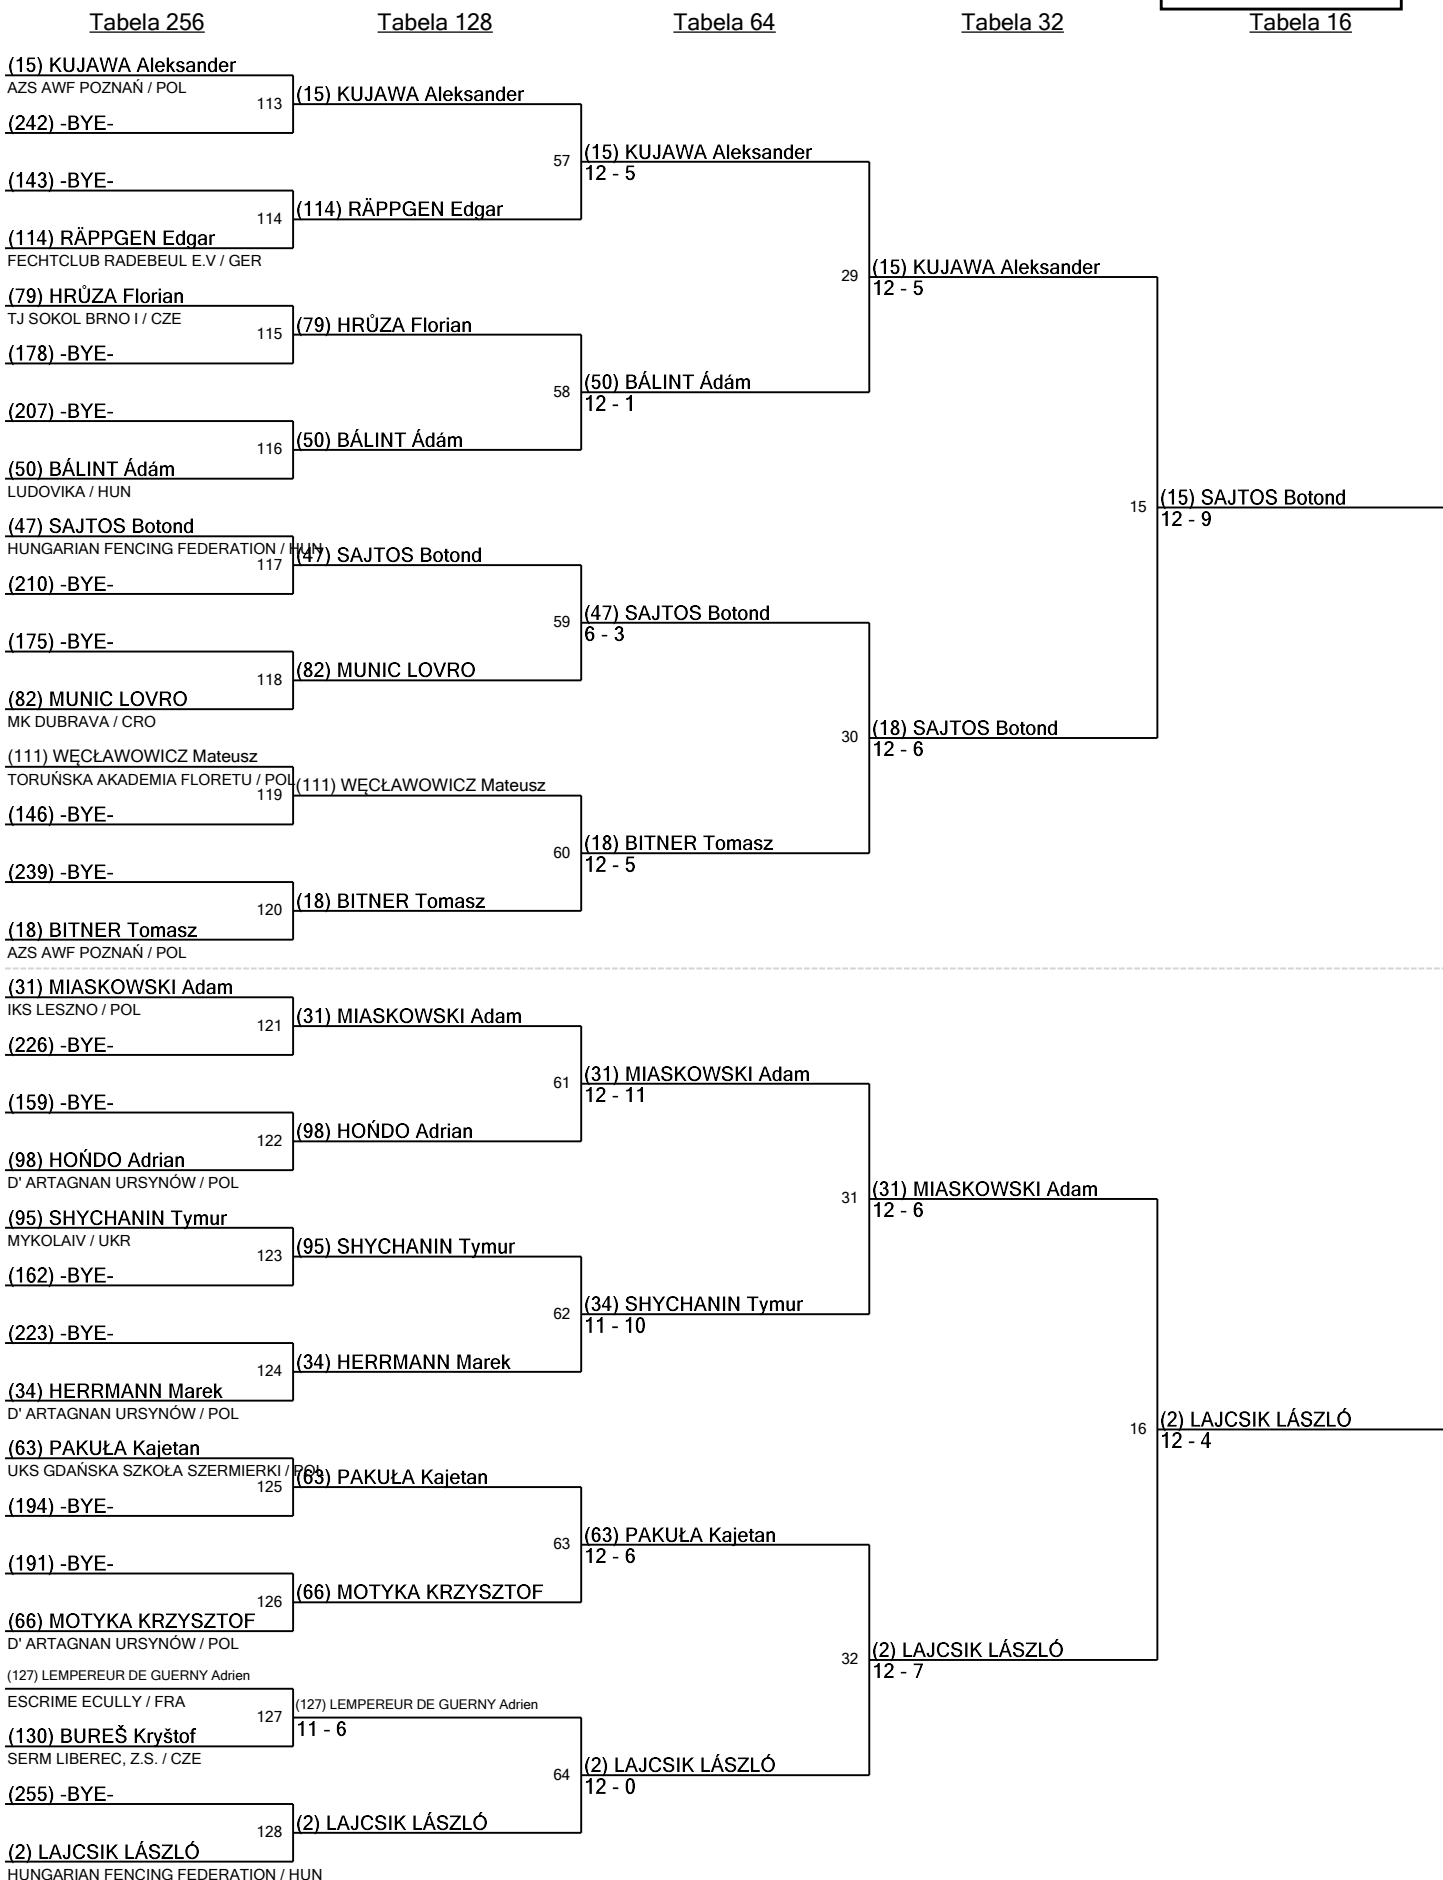 Tabela 256
Tabela 128
Tabela 64
Tabela 32
Tabela 16
(15) KUJAWA Aleksander
AZS AWF POZNAŃ / POL
113
(15) KUJAWA Aleksander
(242) -BYE-
57
(15) KUJAWA Aleksander
12 - 5
(143) -BYE-
114
(114) RÄPPGEN Edgar
(114) RÄPPGEN Edgar
FECHTCLUB RADEBEUL E.V / GER
29
(15) KUJAWA Aleksander
12 - 5
(79) HRŮZA Florian
TJ SOKOL BRNO I / CZE
115
(79) HRŮZA Florian
(178) -BYE-
58
(50) BÁLINT Ádám
12 - 1
(207) -BYE-
116
(50) BÁLINT Ádám
(50) BÁLINT Ádám
LUDOVIKA / HUN
15
(15) SAJTOS Botond
12 - 9
(47) SAJTOS Botond
HUNGARIAN FENCING FEDERATION / HUN
117
(47) SAJTOS Botond
(210) -BYE-
59
(47) SAJTOS Botond
6 - 3
(175) -BYE-
118
(82) MUNIC LOVRO
(82) MUNIC LOVRO
MK DUBRAVA / CRO
30
(18) SAJTOS Botond
12 - 6
(111) WĘCŁAWOWICZ Mateusz
TORUŃSKA AKADEMIA FLORETU / POL
119
(111) WĘCŁAWOWICZ Mateusz
(146) -BYE-
60
(18) BITNER Tomasz
12 - 5
(239) -BYE-
120
(18) BITNER Tomasz
(18) BITNER Tomasz
AZS AWF POZNAŃ / POL
(31) MIASKOWSKI Adam
IKS LESZNO / POL
121
(31) MIASKOWSKI Adam
(226) -BYE-
61
(31) MIASKOWSKI Adam
12 - 11
(159) -BYE-
122
(98) HOŃDO Adrian
(98) HOŃDO Adrian
D' ARTAGNAN URSYNÓW / POL
31
(31) MIASKOWSKI Adam
12 - 6
(95) SHYCHANIN Tymur
MYKOLAIV / UKR
123
(95) SHYCHANIN Tymur
(162) -BYE-
62
(34) SHYCHANIN Tymur
11 - 10
(223) -BYE-
124
(34) HERRMANN Marek
(34) HERRMANN Marek
D' ARTAGNAN URSYNÓW / POL
16
(2) LAJCSIK LÁSZLÓ
12 - 4
(63) PAKUŁA Kajetan
UKS GDAŃSKA SZKOŁA SZERMIERKI / POL
125
(63) PAKUŁA Kajetan
(194) -BYE-
63
(63) PAKUŁA Kajetan
12 - 6
(191) -BYE-
126
(66) MOTYKA KRZYSZTOF
(66) MOTYKA KRZYSZTOF
D' ARTAGNAN URSYNÓW / POL
32
(2) LAJCSIK LÁSZLÓ
12 - 7
(127) LEMPEREUR DE GUERNY Adrien
ESCRIME ECULLY / FRA
127
(127) LEMPEREUR DE GUERNY Adrien
11 - 6
(130) BUREŠ Kryštof
SERM LIBEREC, Z.S. / CZE
64
(2) LAJCSIK LÁSZLÓ
12 - 0
(255) -BYE-
128
(2) LAJCSIK LÁSZLÓ
(2) LAJCSIK LÁSZLÓ
HUNGARIAN FENCING FEDERATION / HUN